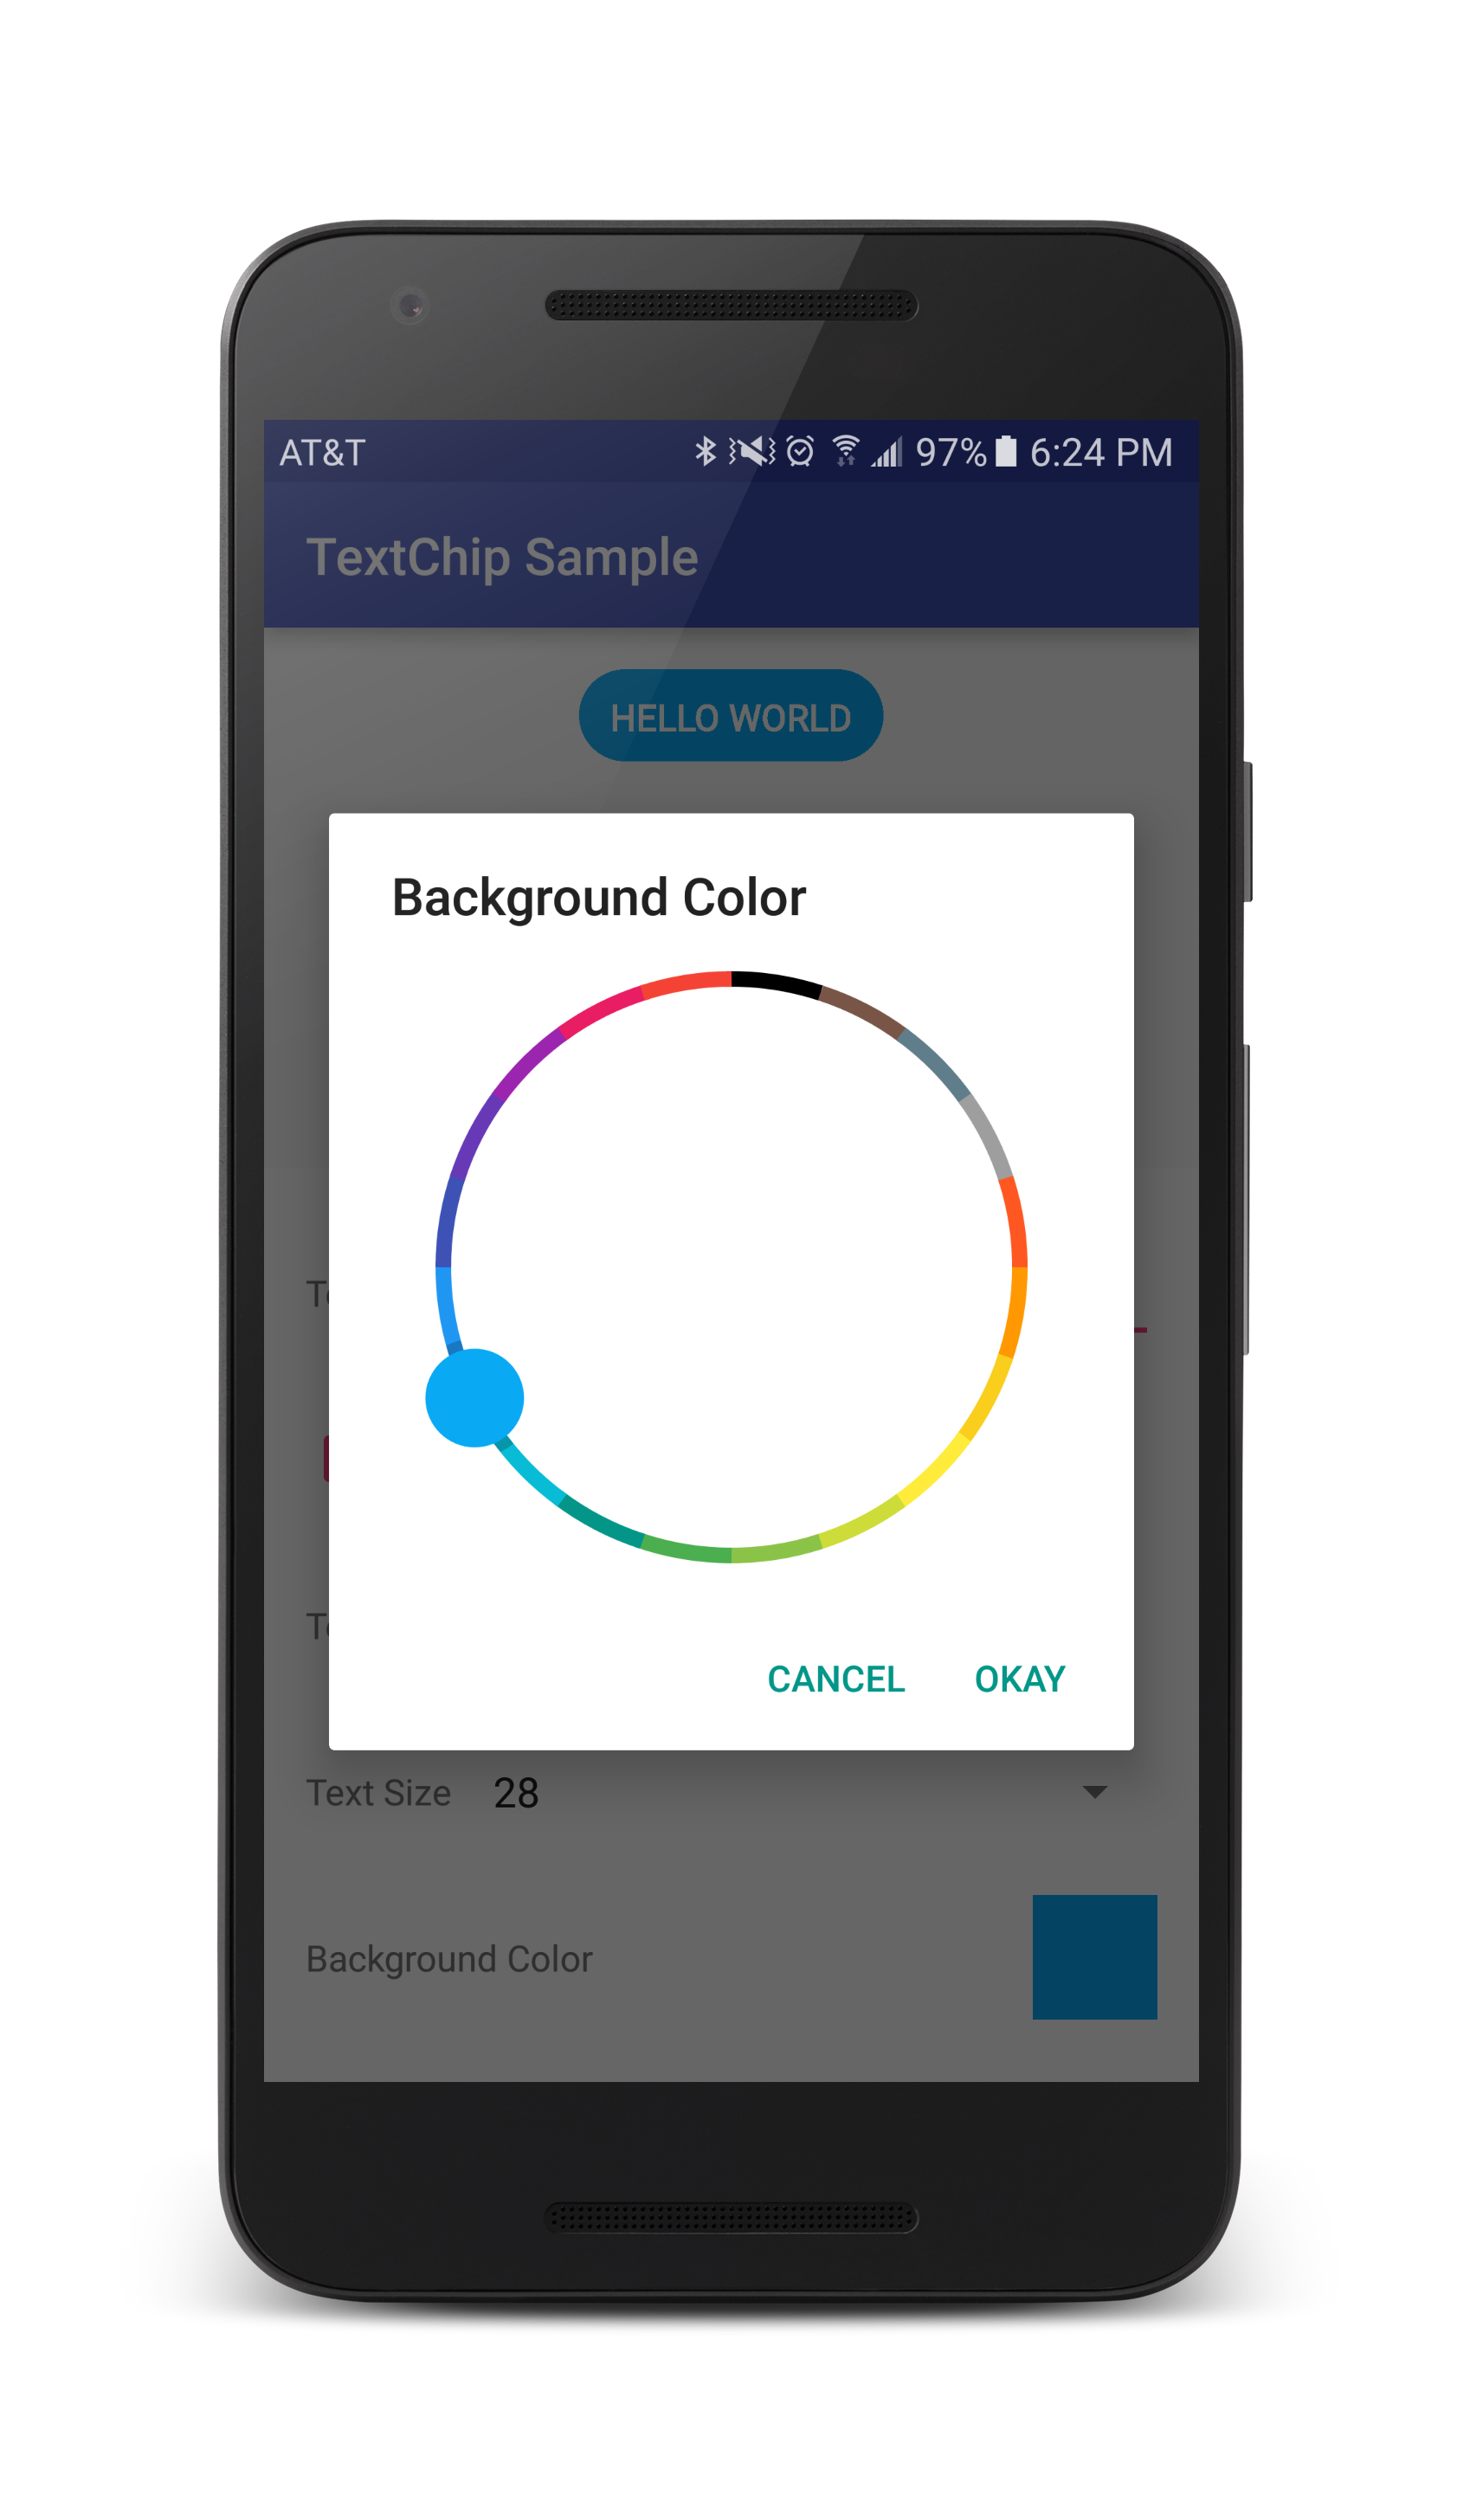 AT&T 97% 6:24 PM
TextChip Sample
HELLO WORLD
Background Color
CANCEL OKAY
Text Size 28
Background Color